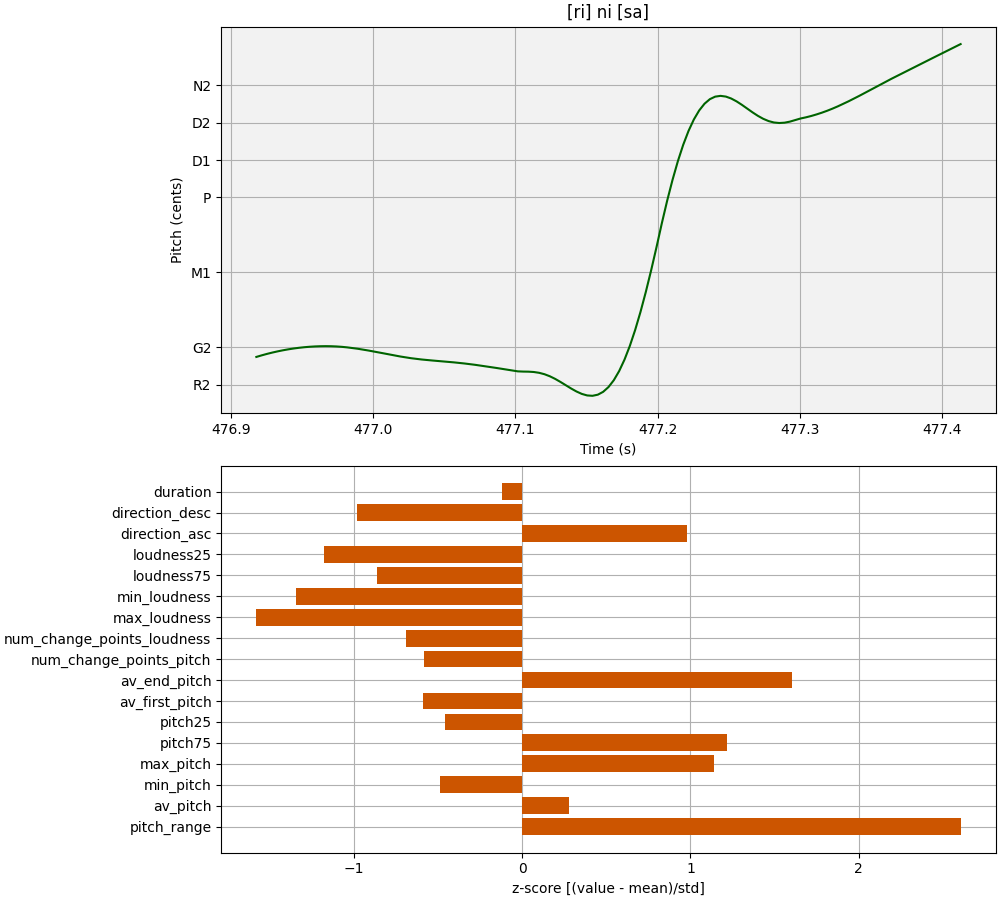 [ri] ni [sa]
Pitch (cents)
N2
D2
D1
P
M1
G2
R2
476.9 477.0 477.1 477.2 477.3 477.4
Time (s)
duration
direction_desc
direction_asc
loudness25
loudness75
min_loudness
max_loudness
num_change_points_loudness
num_change_points_pitch
av_end_pitch
av_first_pitch
pitch25
pitch75
max_pitch
min_pitch
av_pitch
pitch_range
−1 0 1 2
z-score [(value - mean)/std]